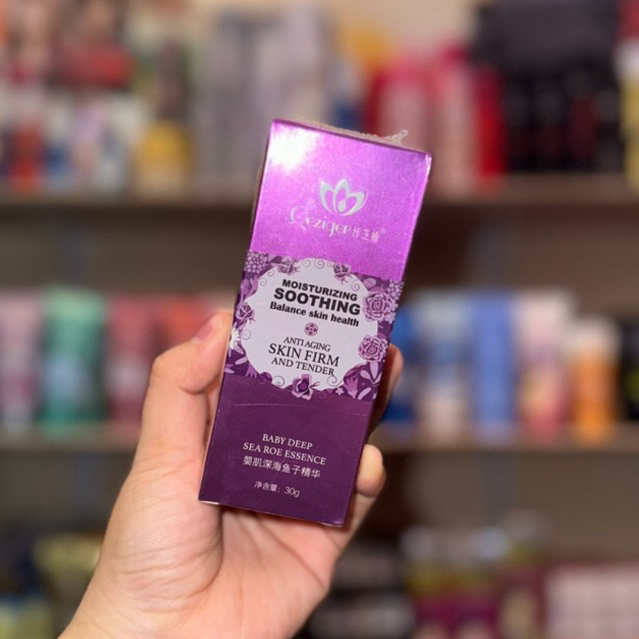 MOISTURIZING
SOOTHING
Balance skin health
ANTI AGING
SKIN FIRM
AND TENDER
BABY DEEP
SEA ROE ESSENCE
婴肌深海鱼子精华
净含量：30g